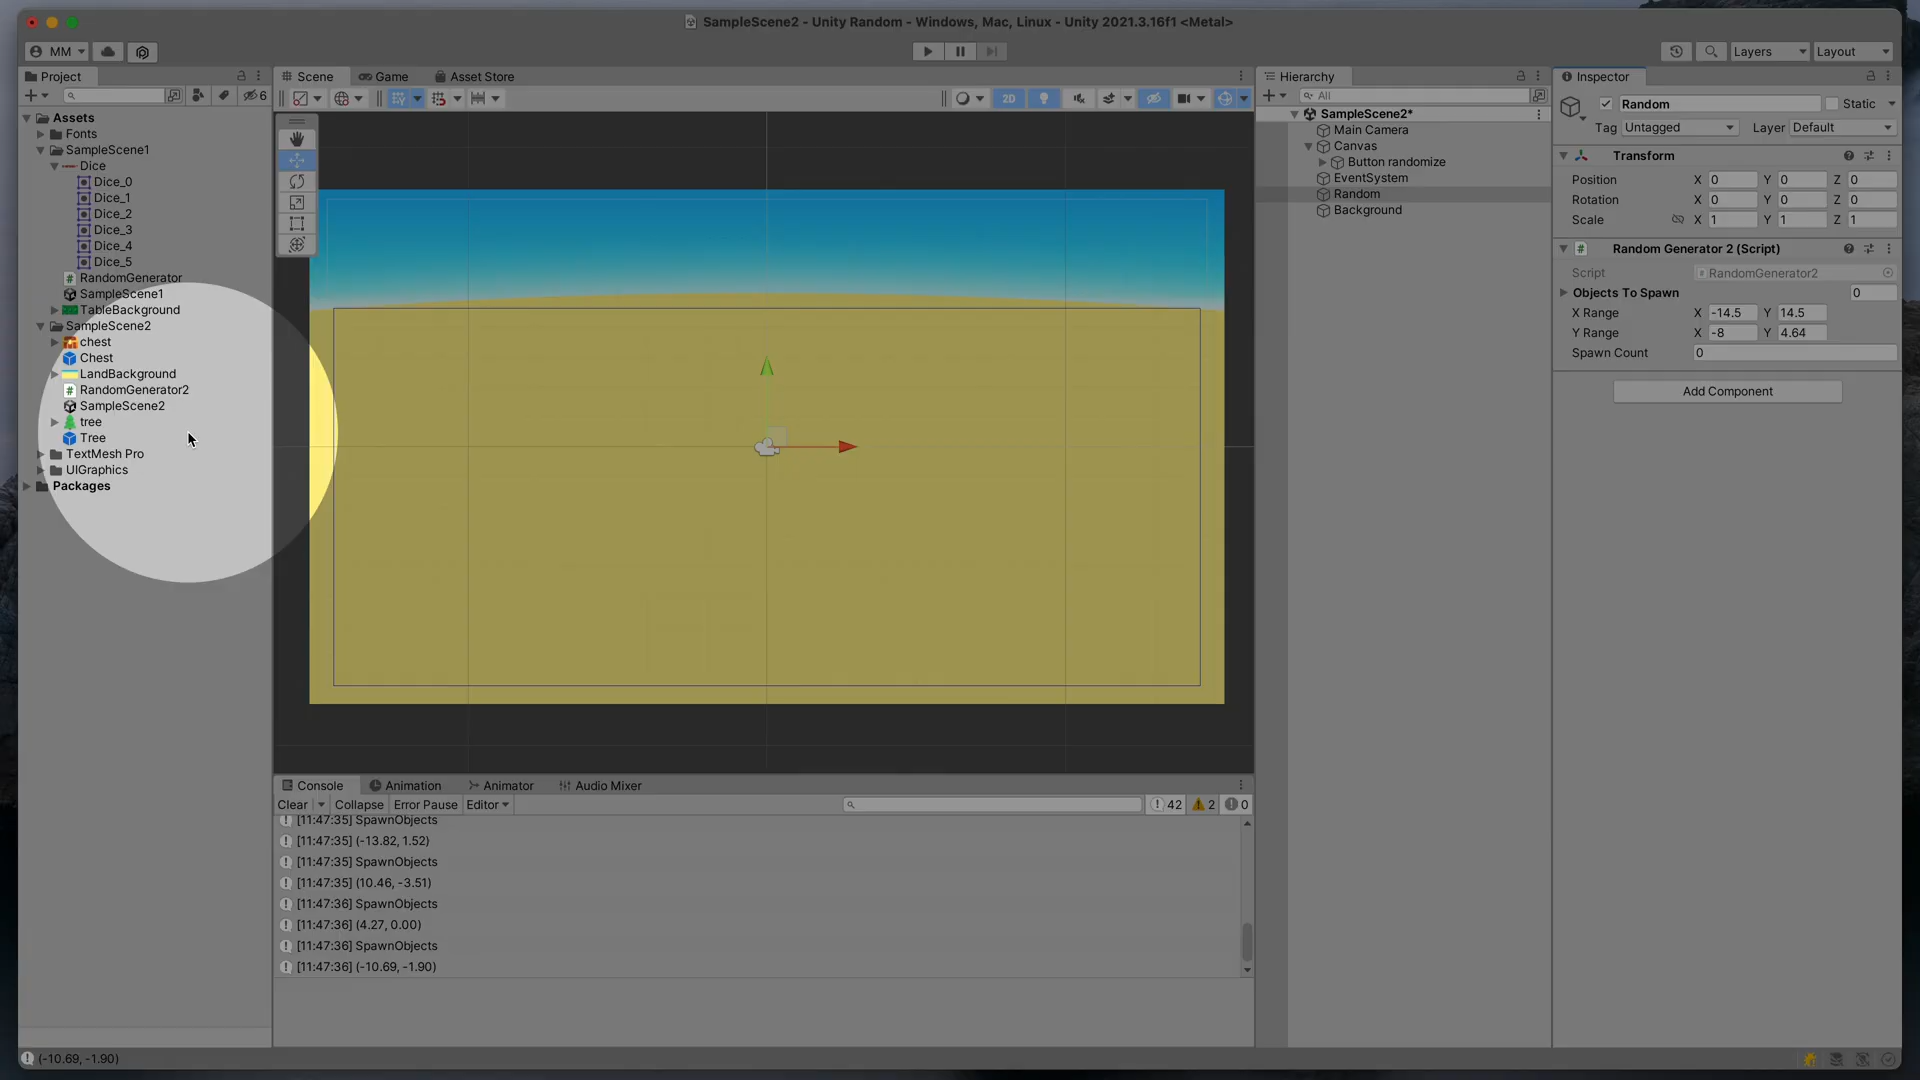 SampleScene2 - Unity Random - Windows, Mac, Linux - Unity 2021.3.16f1 <Metal>
MM
Layers
Layout
Project
6
Assets
Fonts
SampleScene1
Dice
Dice_0
Dice_1
Dice_2
Dice_3
Dice_4
Dice_5
RandomGenerator
SampleScene1
TableBackground
SampleScene2
chest
Chest
LandBackground
RandomGenerator2
SampleScene2
tree
Tree
TextMesh Pro
UIGraphics
Packages
Scene
Game
Asset Store
2D
Console
Animation
Animator
Audio Mixer
Clear
Collapse
Error Pause
Editor
42
2
0
[11:47:35] SpawnObjects
[11:47:35] (-13.82, 1.52)
[11:47:35] SpawnObjects
[11:47:35] (10.46, -3.51)
[11:47:36] SpawnObjects
[11:47:36] (4.27, 0.00)
[11:47:36] SpawnObjects
[11:47:36] (-10.69, -1.90)
Hierarchy
All
SampleScene2*
Main Camera
Canvas
Button randomize
EventSystem
Random
Background
Inspector
Random
Static
Tag Untagged Layer Default
Transform
Position X 0 Y 0 Z 0
Rotation X 0 Y 0 Z 0
Scale X 1 Y 1 Z 1
Random Generator 2 (Script)
Script RandomGenerator2
Objects To Spawn 0
X Range X -14.5 Y 14.5
Y Range X -8 Y 4.64
Spawn Count 0
Add Component
(-10.69, -1.90)